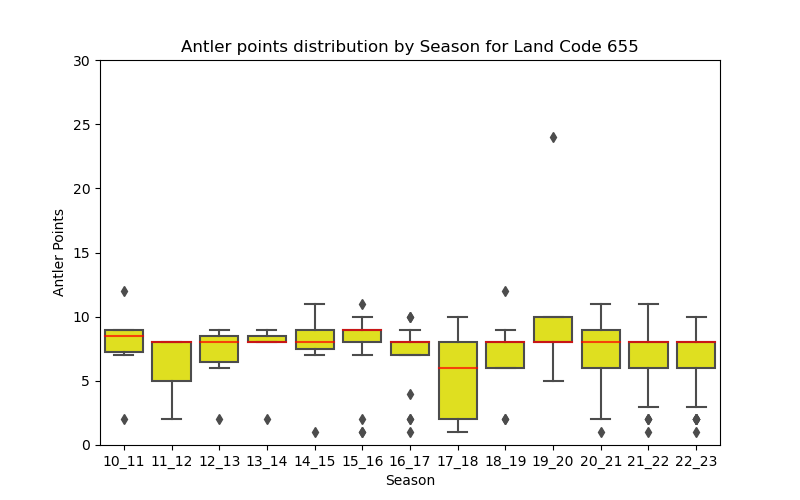 Antler points distribution by Season for Land Code 655
30
25
20
15
10
5
0
Antler Points
10_11 11_12 12_13 13_14 14_15 15_16 16_17 17_18 18_19 19_20 20_21 21_22 22_23
Season